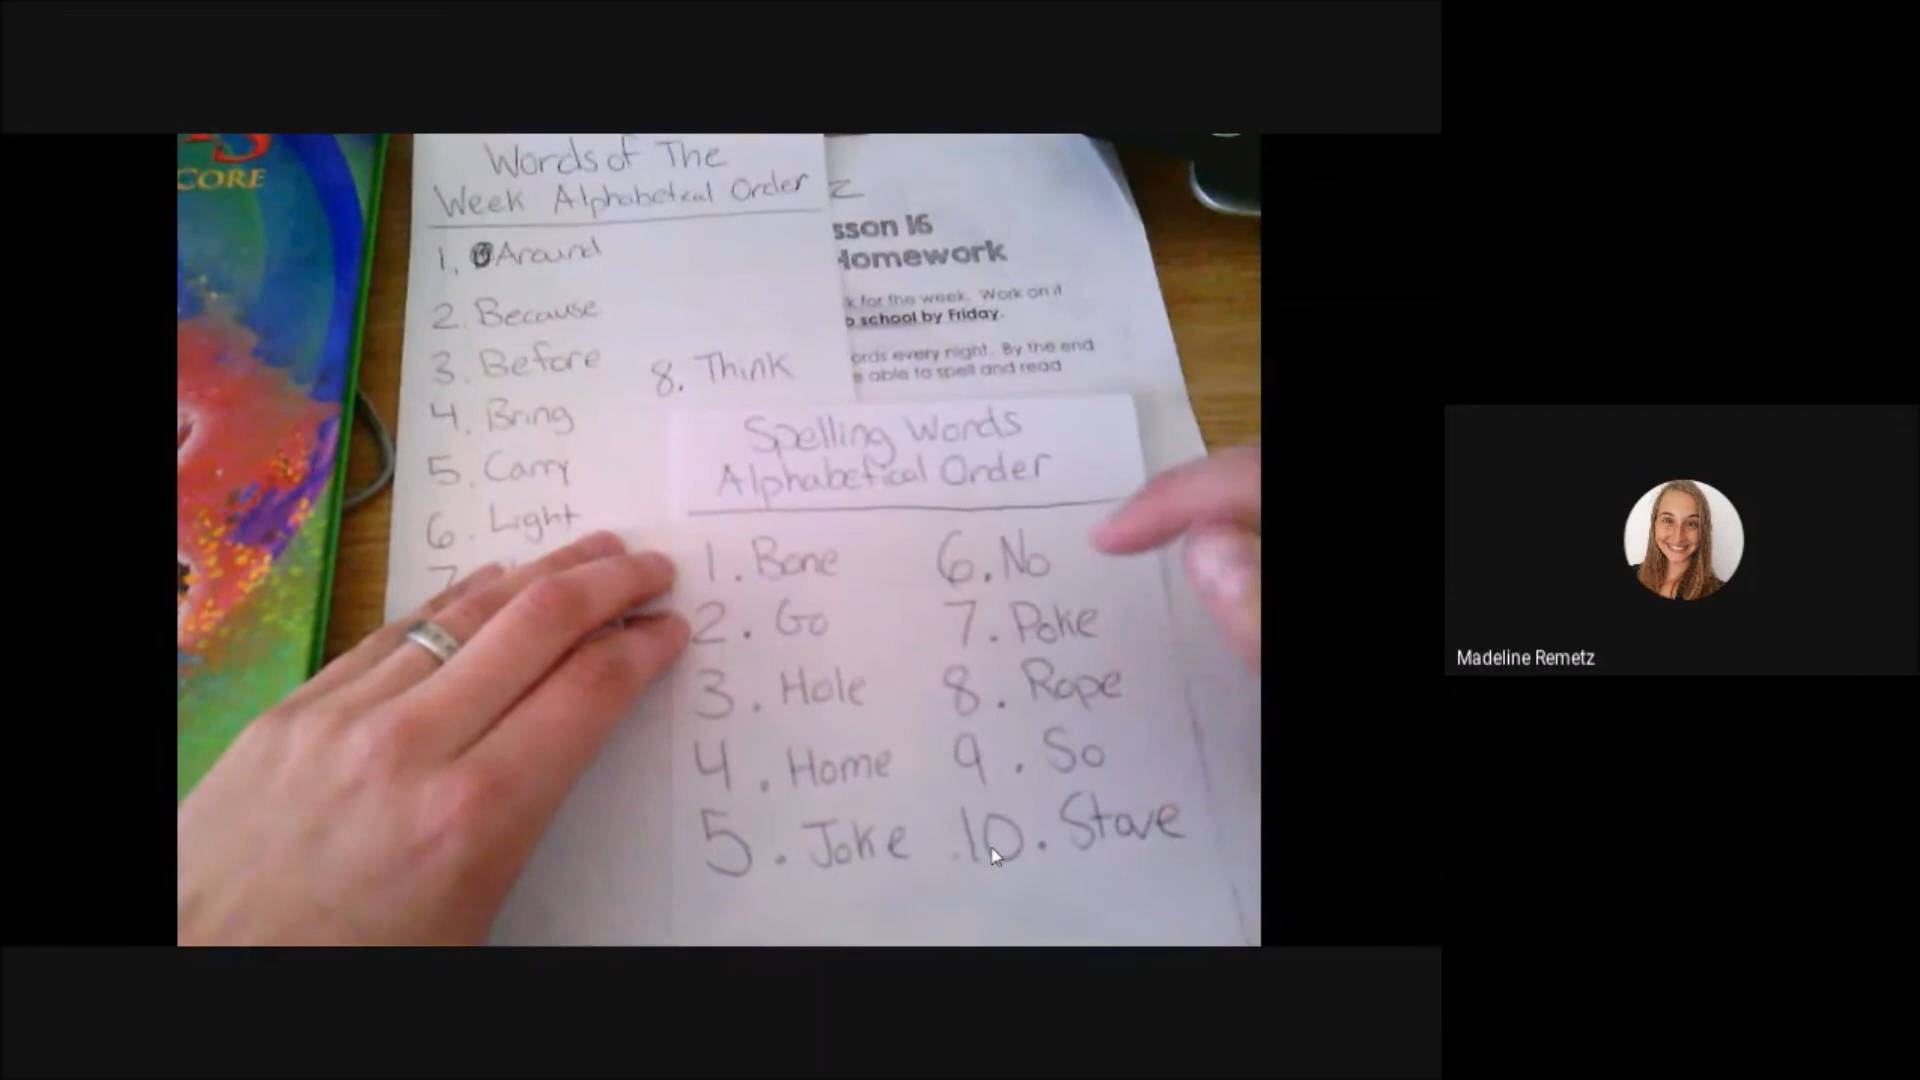 CORE
Words of The
Week Alphabetical Order
1. Around
2. Because
3. Before
4. Bring
5. Carry
6. Light
7.
8. Think
sson 16
Homework
k for the week. Work on it
o school by Friday.
ords every night. By the end
e able to spell and read
Spelling Words
Alphabetical Order
1. Bone
2. Go
3. Hole
4. Home
5. Joke
6. No
7. Poke
8. Rope
9. So
10. Stove
Madeline Remetz